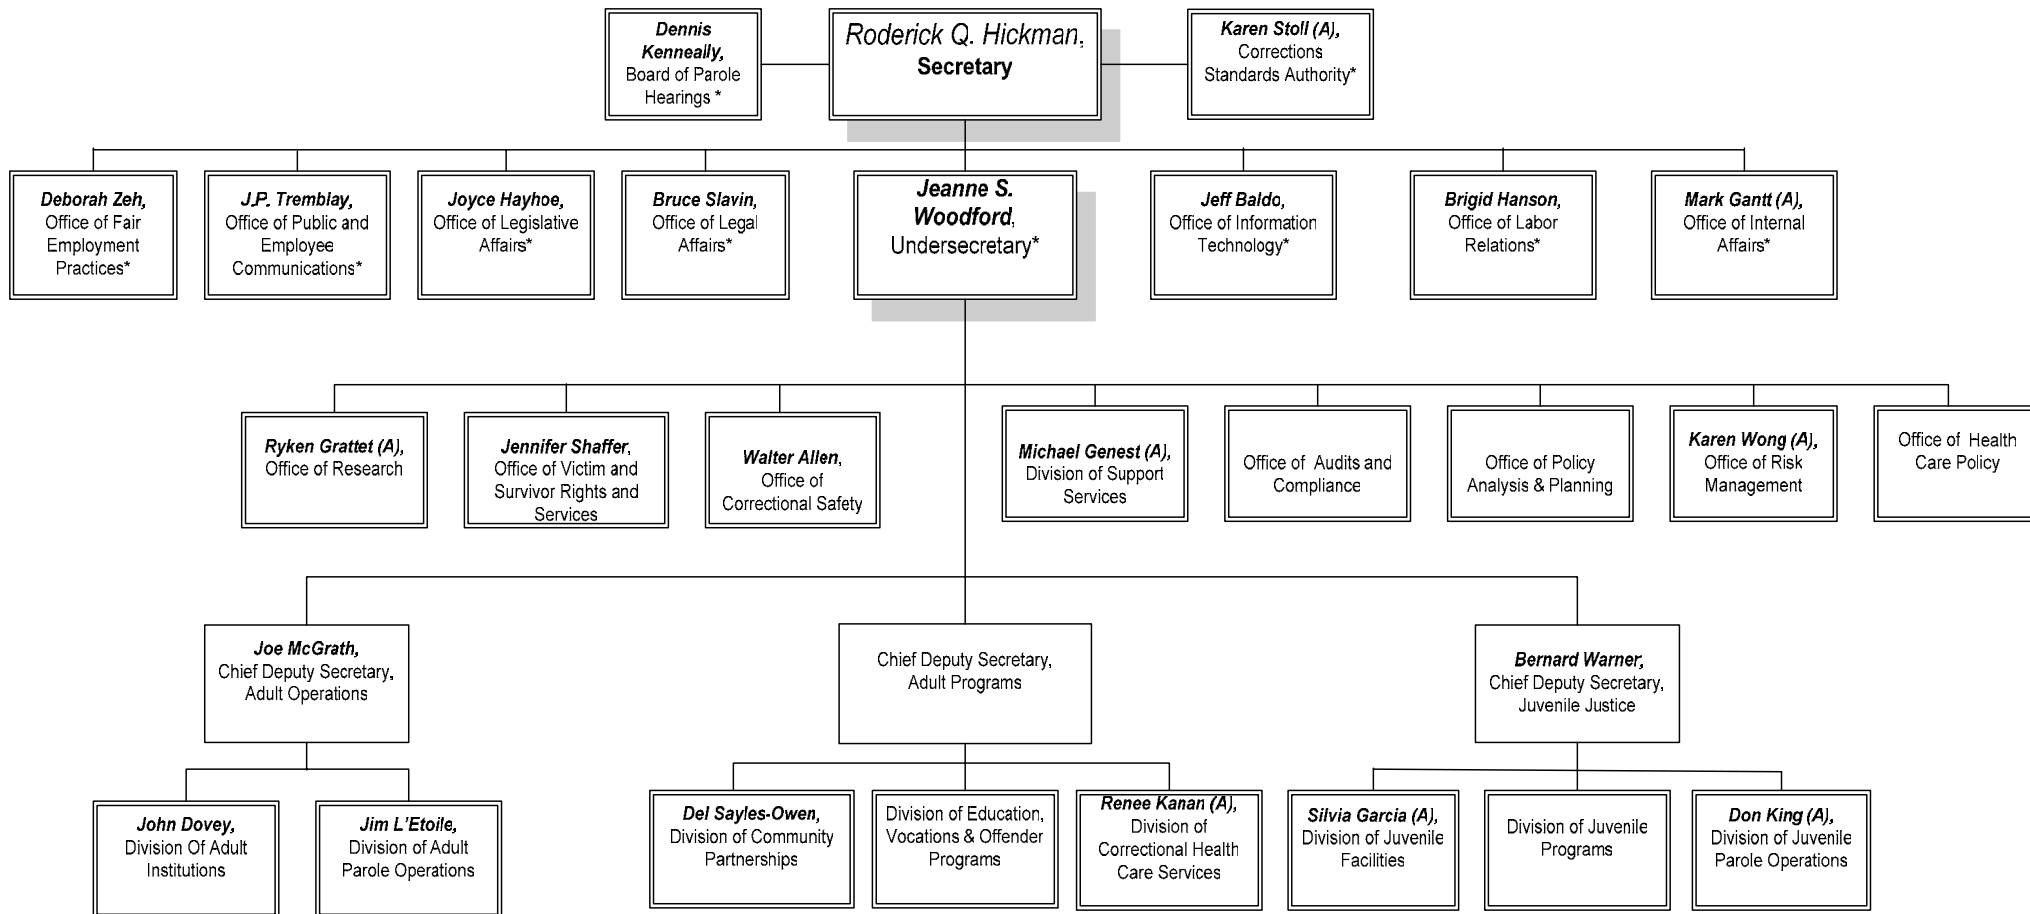 Dennis
Kenneally,
Board of Parole
Hearings *
Roderick Q. Hickman,
Secretary
Karen Stoll (A),
Corrections
Standards Authority*
Deborah Zeh,
Office of Fair
Employment
Practices*
J.P. Tremblay,
Office of Public and
Employee
Communications*
Joyce Hayhoe,
Office of Legislative
Affairs*
Bruce Slavin,
Office of Legal
Affairs*
Jeanne S.
Woodford,
Undersecretary*
Jeff Baldo,
Office of Information
Technology*
Brigid Hanson,
Office of Labor
Relations*
Mark Gantt (A),
Office of Internal
Affairs*
Ryken Grattet (A),
Office of Research
Jennifer Shaffer,
Office of Victim and
Survivor Rights and
Services
Walter Allen,
Office of
Correctional Safety
Michael Genest (A),
Division of Support
Services
Office of Audits and
Compliance
Office of Policy
Analysis & Planning
Karen Wong (A),
Office of Risk
Management
Office of Health
Care Policy
Joe McGrath,
Chief Deputy Secretary,
Adult Operations
Chief Deputy Secretary,
Adult Programs
Bernard Warner,
Chief Deputy Secretary,
Juvenile Justice
John Dovey,
Division Of Adult
Institutions
Jim L'Etoile,
Division of Adult
Parole Operations
Del Sayles-Owen,
Division of Community
Partnerships
Division of Education,
Vocations & Offender
Programs
Renee Kanan (A),
Division of
Correctional Health
Care Services
Silvia Garcia (A),
Division of Juvenile
Facilities
Division of Juvenile
Programs
Don King (A),
Division of Juvenile
Parole Operations